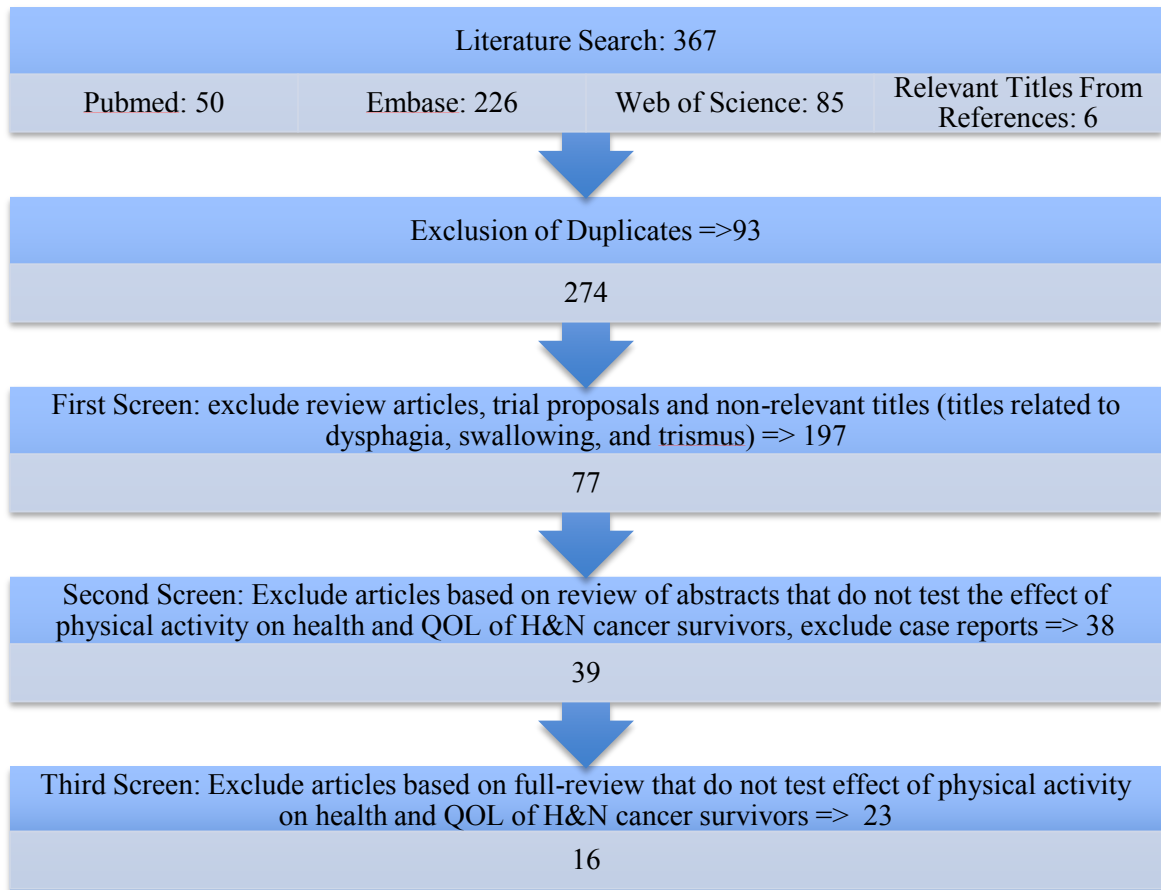 Literature Search: 367
Pubmed: 50
Embase: 226
Web of Science: 85
Relevant Titles From
References: 6
Exclusion of Duplicates =>93
274
First Screen: exclude review articles, trial proposals and non-relevant titles (titles related to
dysphagia, swallowing, and trismus) => 197
77
Second Screen: Exclude articles based on review of abstracts that do not test the effect of
physical activity on health and QOL of H&N cancer survivors, exclude case reports => 38
39
Third Screen: Exclude articles based on full-review that do not test effect of physical activity
on health and QOL of H&N cancer survivors => 23
16